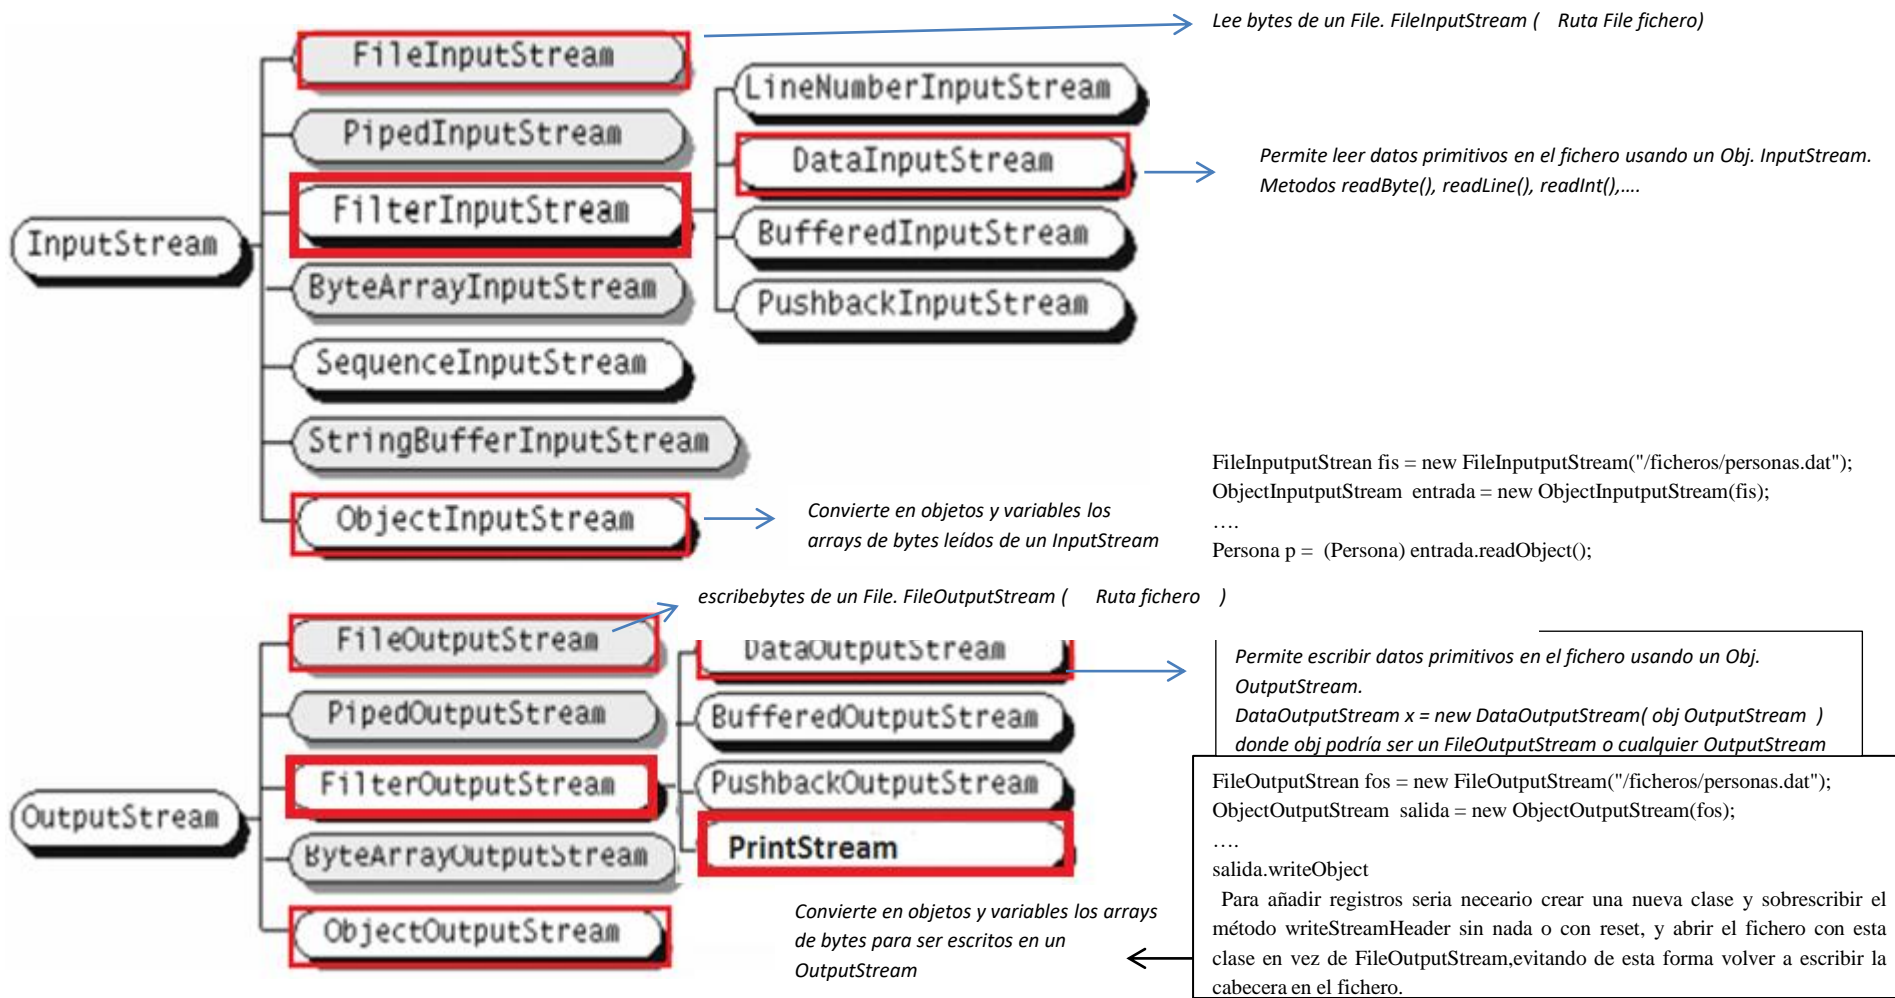 Lee bytes de un File. FileInputStream ( Ruta File fichero)
FileInputStream
LineNumberInputStream
PipedInputStream
DataInputStream
Permite leer datos primitivos en el fichero usando un Obj. InputStream.
Metodos readByte(), readLine(), readInt(),....
FilterInputStream
InputStream
BufferedInputStream
ByteArrayInputStream
PushbackInputStream
SequenceInputStream
StringBufferInputStream
ObjectInputStream
Convierte en objetos y variables los
arrays de bytes leídos de un InputStream
FileInputputStrean fis = new FileInputputStream("/ficheros/personas.dat");
ObjectInputputStream entrada = new ObjectInputputStream(fis);
….
Persona p = (Persona) entrada.readObject();
escribebytes de un File. FileOutputStream ( Ruta fichero )
FileOutputStream
DataOutputStream
Permite escribir datos primitivos en el fichero usando un Obj.
OutputStream.
DataOutputStream x = new DataOutputStream( obj OutputStream )
donde obj podría ser un FileOutputStream o cualquier OutputStream
PipedOutputStream
BufferedOutputStream
FilterOutputStream
PushbackOutputStream
OutputStream
ByteArrayOutputStream
PrintStream
ObjectOutputStream
Convierte en objetos y variables los arrays
de bytes para ser escritos en un
OutputStream
FileOutputStrean fos = new FileOutputStream("/ficheros/personas.dat");
ObjectOutputStream salida = new ObjectOutputStream(fos);
….
salida.writeObject
Para añadir registros seria neceario crear una nueva clase y sobrescribir el
método writeStreamHeader sin nada o con reset, y abrir el fichero con esta
clase en vez de FileOutputStream,evitando de esta forma volver a escribir la
cabecera en el fichero.